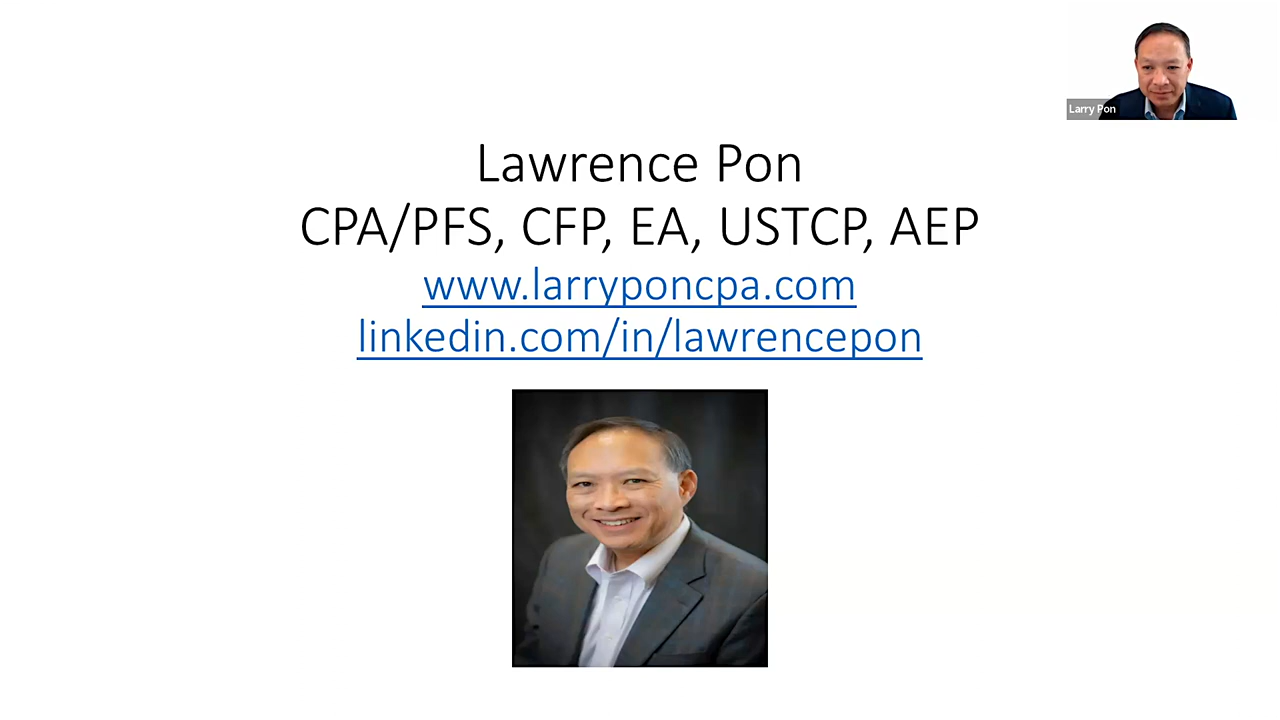 Larry Pon
Lawrence Pon
CPA/PFS, CFP, EA, USTCP, AEP
www.larryponcpa.com
linkedin.com/in/lawrencepon